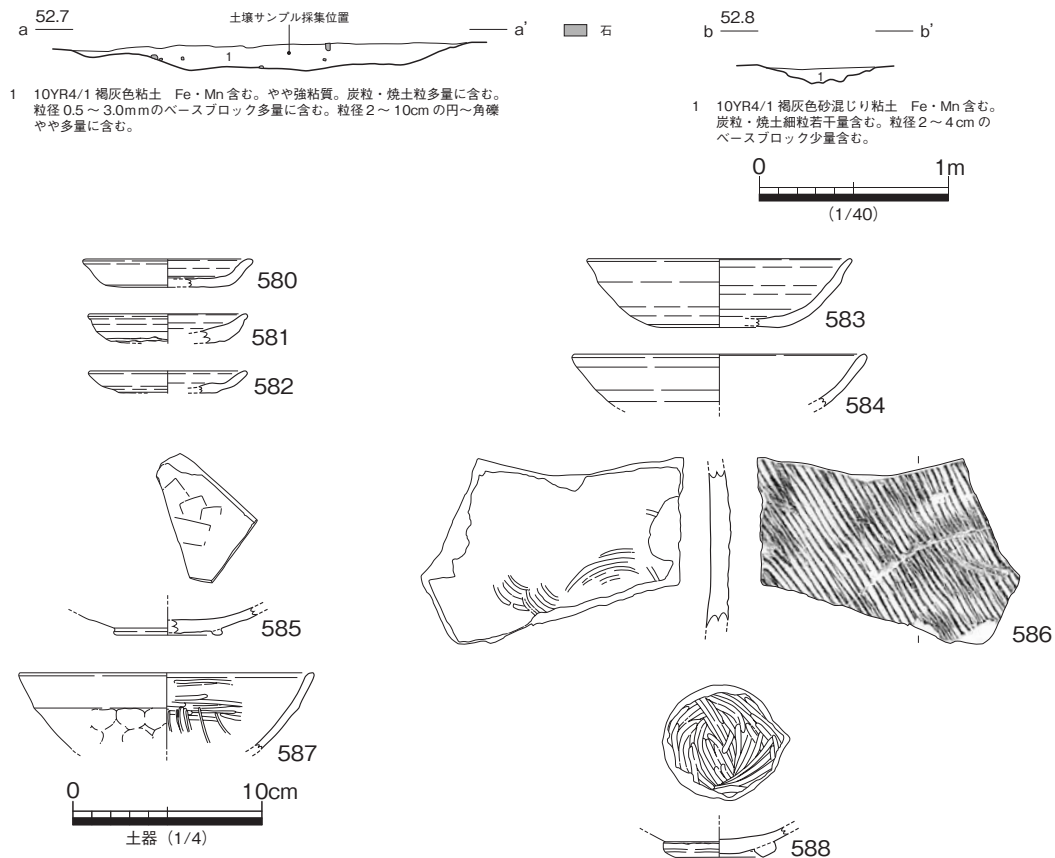 a 52.7 a'
土壌サンプル採集位置
1
石
b 52.8 b'
1
1 10YR4/1 褐灰色粘土 Fe・Mn 含む。やや強粘質。炭粒・焼土粒多量に含む。
粒径 0.5 ~ 3.0mmのベースブロック多量に含む。粒径 2 ~ 10cm の円~角礫
やや多量に含む。
1 10YR4/1 褐灰色砂混じり粘土 Fe・Mn 含む。
炭粒・焼土細粒若干量含む。粒径 2 ~ 4cm の
ベースブロック少量含む。
0 1m
(1/40)
580
581
582
583
584
585
586
587
588
0 10cm
土器(1/4)